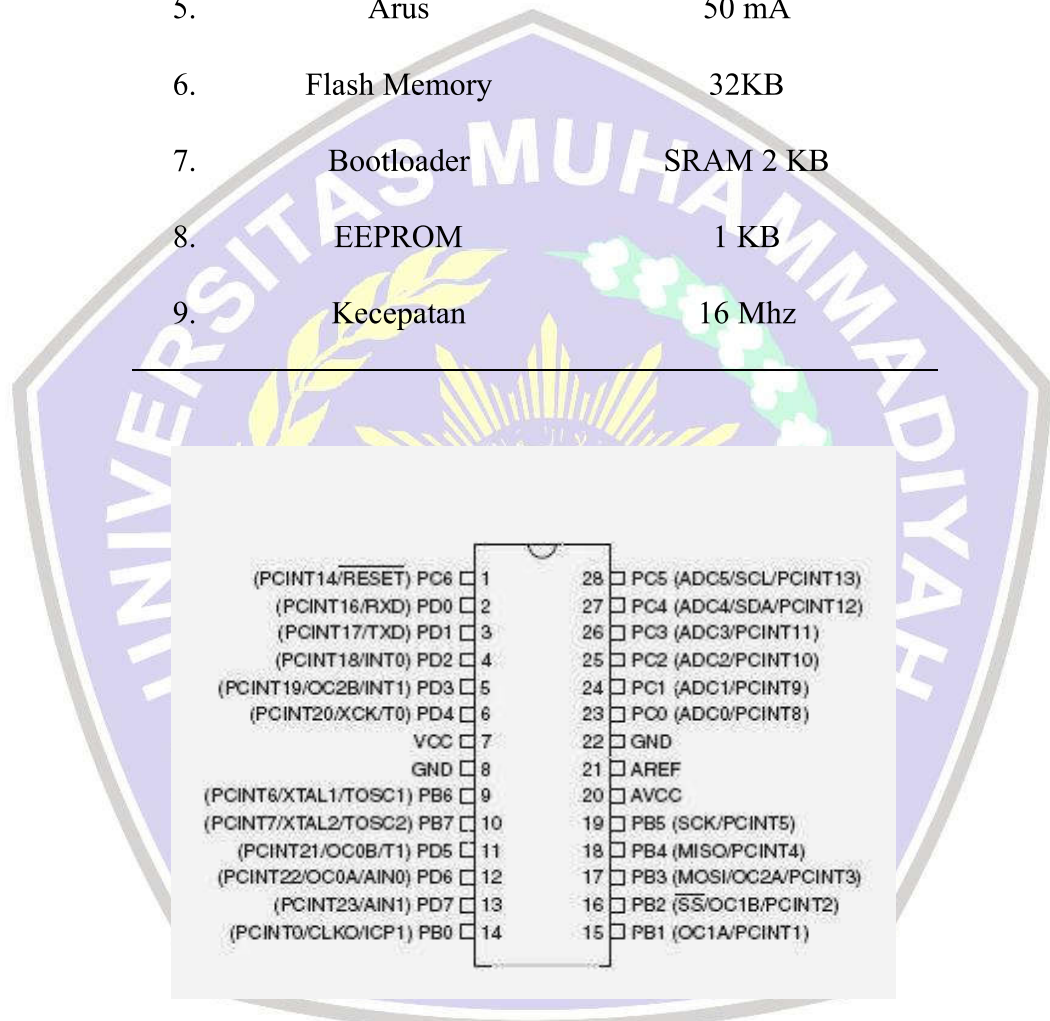 5. Arus 50 mA
6. Flash Memory 32KB
7. Bootloader SRAM 2 KB
8. EEPROM 1 KB
9. Kecepatan 16 Mhz
UNIVERSITAS MUHAMMADIYAH
(PCINT14/RESET) PC6 1 28 PC5 (ADC5/SCL/PCINT13)
(PCINT16/RXD) PD0 2 27 PC4 (ADC4/SDA/PCINT12)
(PCINT17/TXD) PD1 3 26 PC3 (ADC3/PCINT11)
(PCINT18/INT0) PD2 4 25 PC2 (ADC2/PCINT10)
(PCINT19/OC2B/INT1) PD3 5 24 PC1 (ADC1/PCINT9)
(PCINT20/XCK/T0) PD4 6 23 PC0 (ADC0/PCINT8)
VCC 7 22 GND
GND 8 21 AREF
(PCINT6/XTAL1/TOSC1) PB6 9 20 AVCC
(PCINT7/XTAL2/TOSC2) PB7 10 19 PB5 (SCK/PCINT5)
(PCINT21/OC0B/T1) PD5 11 18 PB4 (MISO/PCINT4)
(PCINT22/OC0A/AIN0) PD6 12 17 PB3 (MOSI/OC2A/PCINT3)
(PCINT23/AIN1) PD7 13 16 PB2 (SS/OC1B/PCINT2)
(PCINT0/CLKO/ICP1) PB0 14 15 PB1 (OC1A/PCINT1)